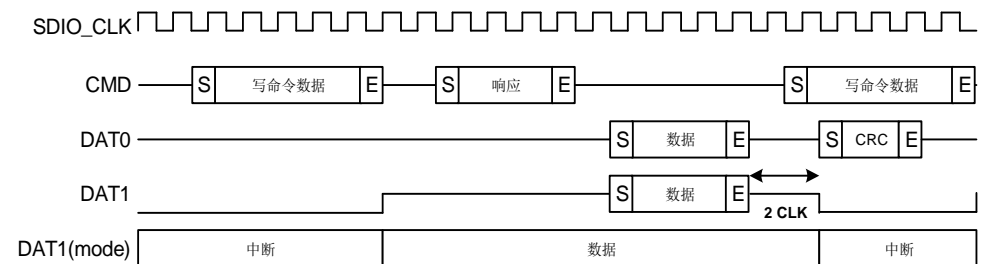 SDIO_CLK
CMD S 写命令数据 E S 响应 E S 写命令数据 E
DAT0 S 数据 E S CRC E
DAT1 S 数据 E
2 CLK
DAT1(mode) 中断 数据 中断